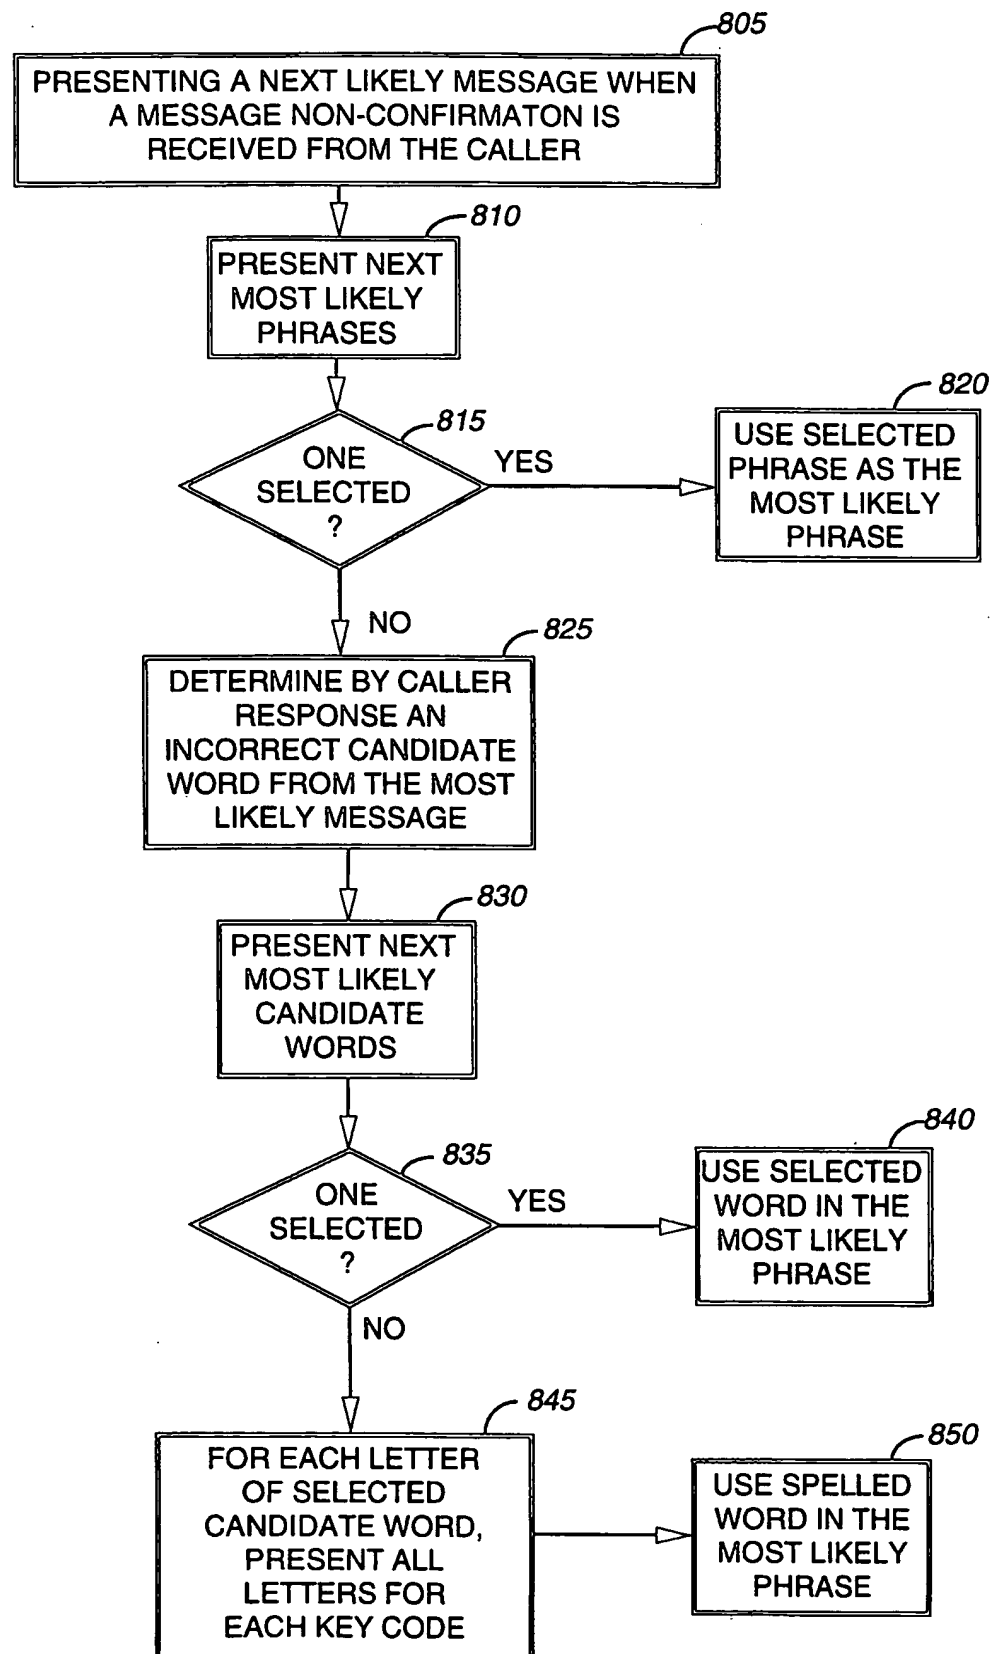 805
PRESENTING A NEXT LIKELY MESSAGE WHEN
A MESSAGE NON-CONFIRMATON IS
RECEIVED FROM THE CALLER
810
PRESENT NEXT
MOST LIKELY
PHRASES
815
ONE
SELECTED
?
YES
820
USE SELECTED
PHRASE AS THE
MOST LIKELY
PHRASE
NO
825
DETERMINE BY CALLER
RESPONSE AN
INCORRECT CANDIDATE
WORD FROM THE MOST
LIKELY MESSAGE
830
PRESENT NEXT
MOST LIKELY
CANDIDATE
WORDS
835
ONE
SELECTED
?
YES
840
USE SELECTED
WORD IN THE
MOST LIKELY
PHRASE
NO
845
FOR EACH LETTER
OF SELECTED
CANDIDATE WORD,
PRESENT ALL
LETTERS FOR
EACH KEY CODE
850
USE SPELLED
WORD IN THE
MOST LIKELY
PHRASE